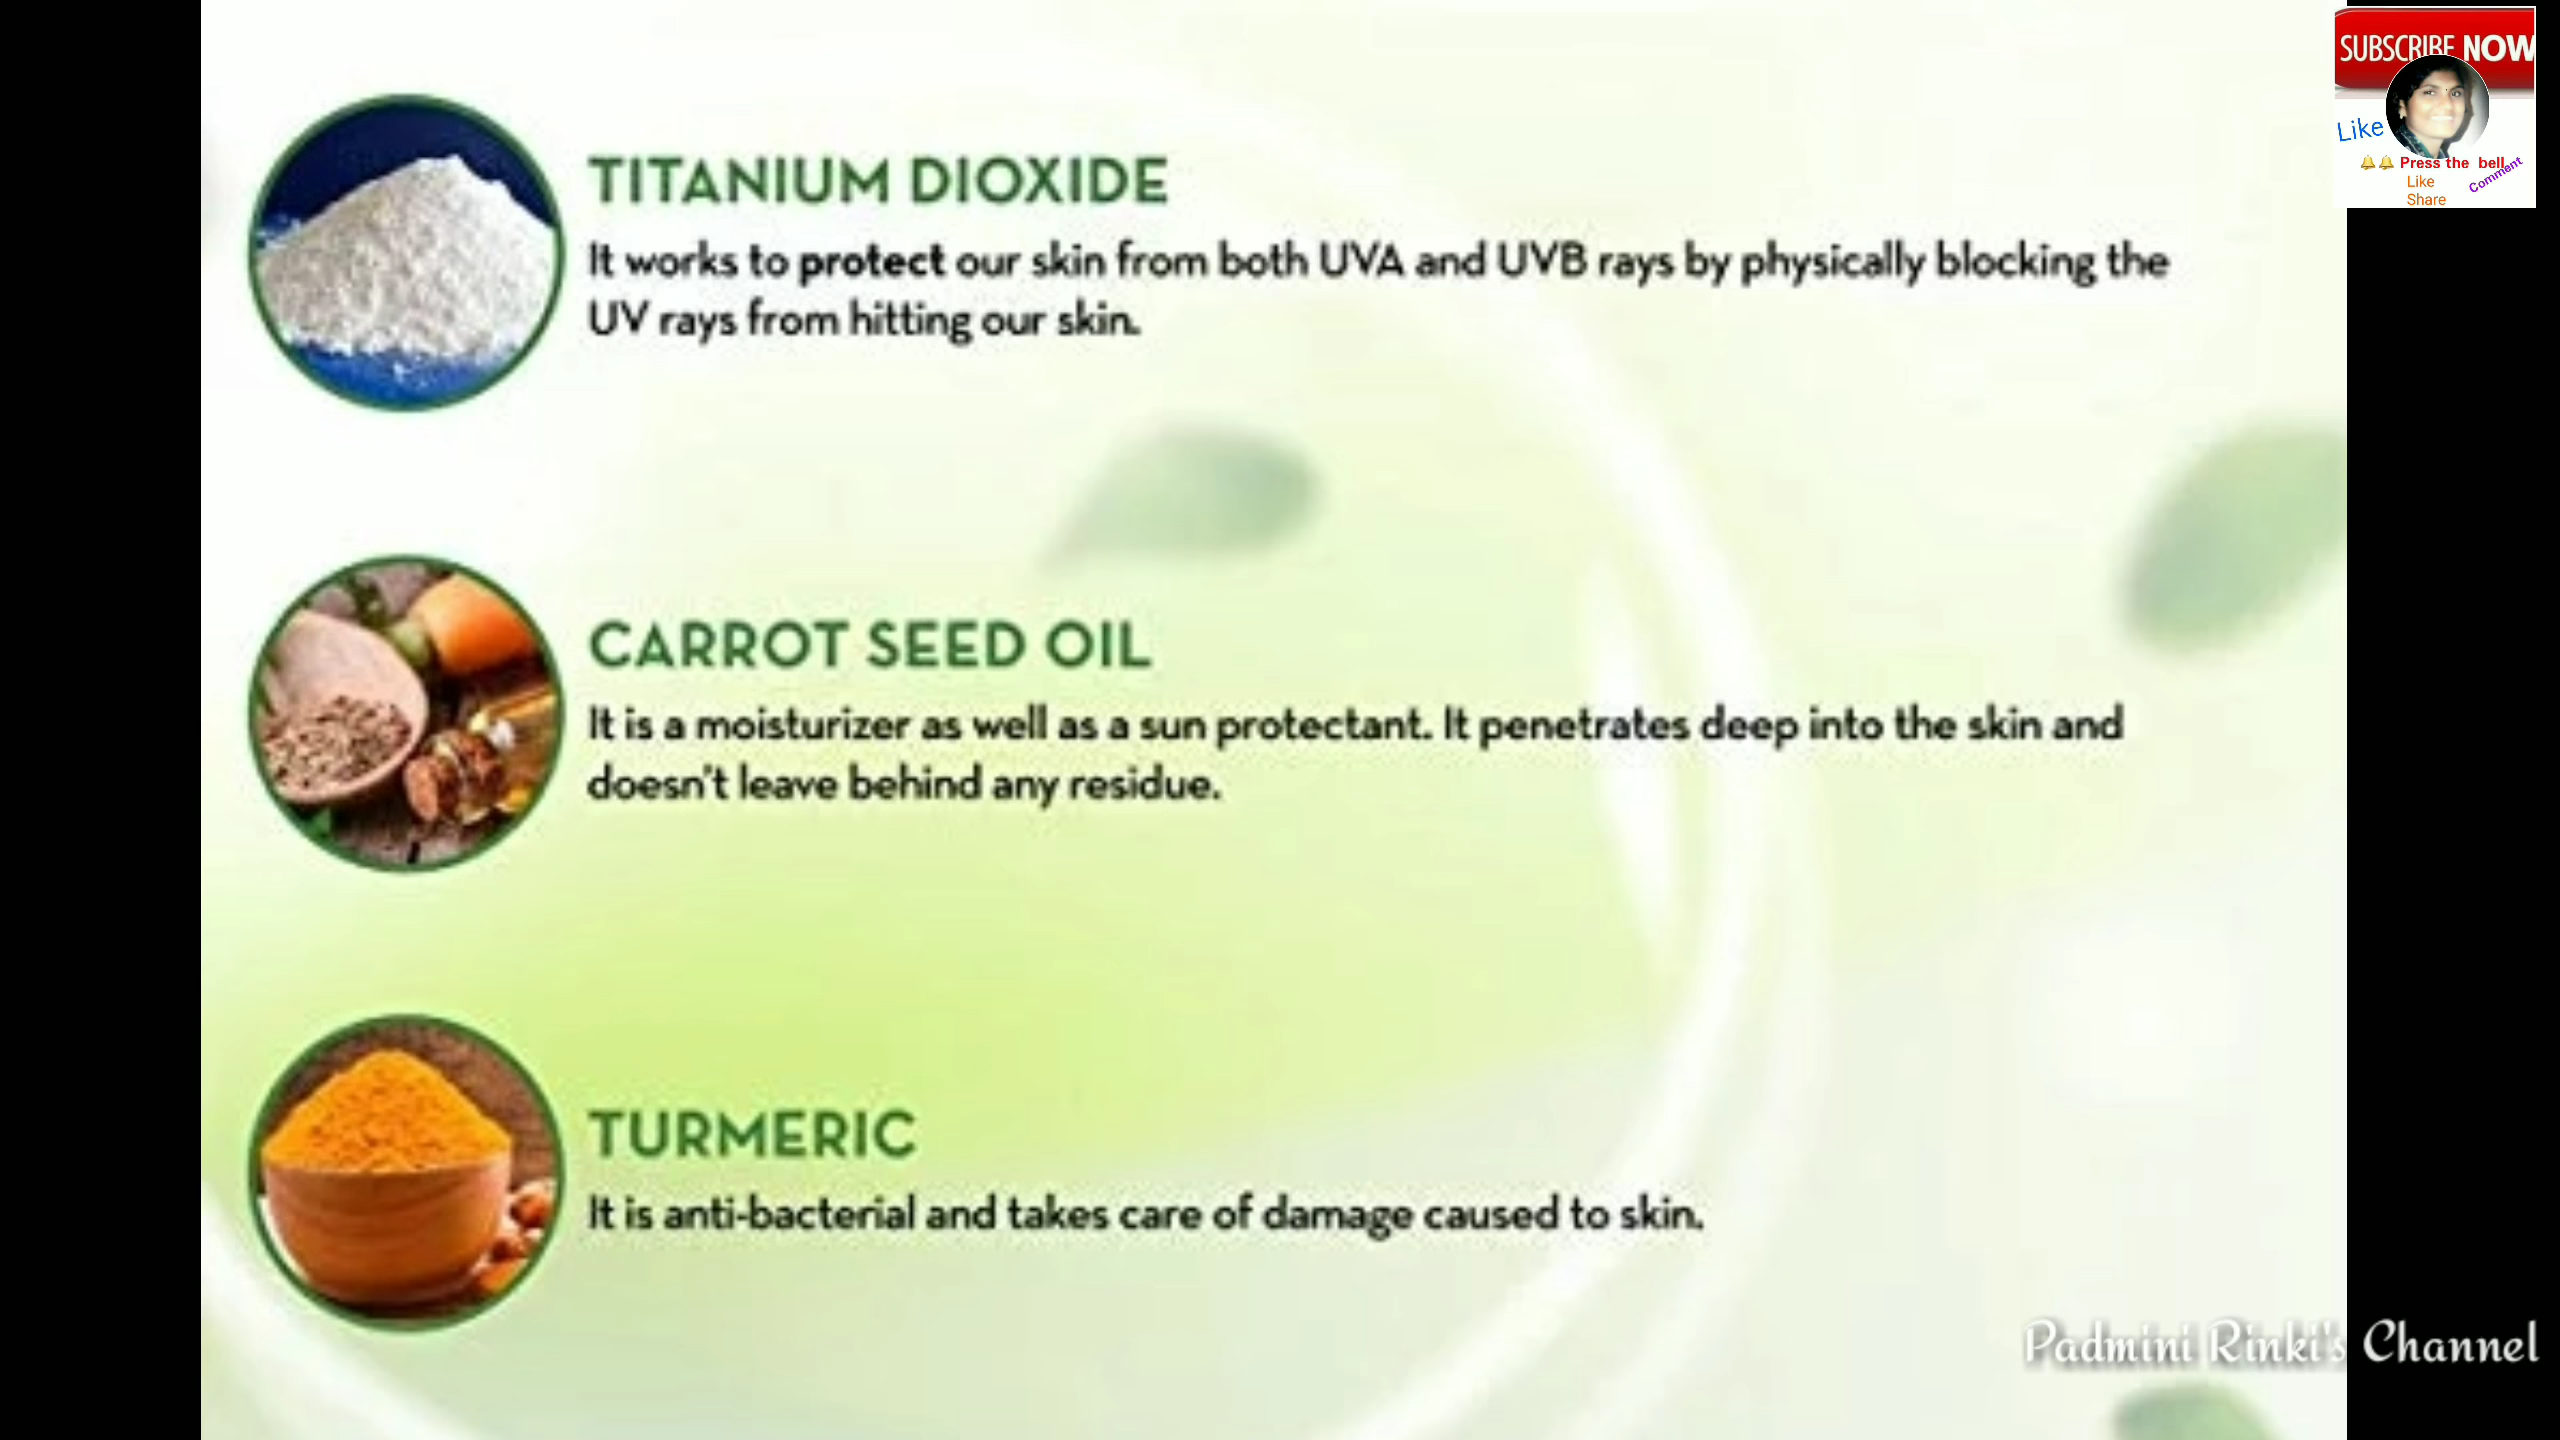 TITANIUM DIOXIDE
It works to protect our skin from both UVA and UVB rays by physically blocking the
UV rays from hitting our skin.
CARROT SEED OIL
It is a moisturizer as well as a sun protectant. It penetrates deep into the skin and
doesn't leave behind any residue.
TURMERIC
It is anti-bacterial and takes care of damage caused to skin.
SUBSCRIBE NOW
Like
🔔🔔 Press the bell
Comment
Like
Share
Padmini Rinki's Channel